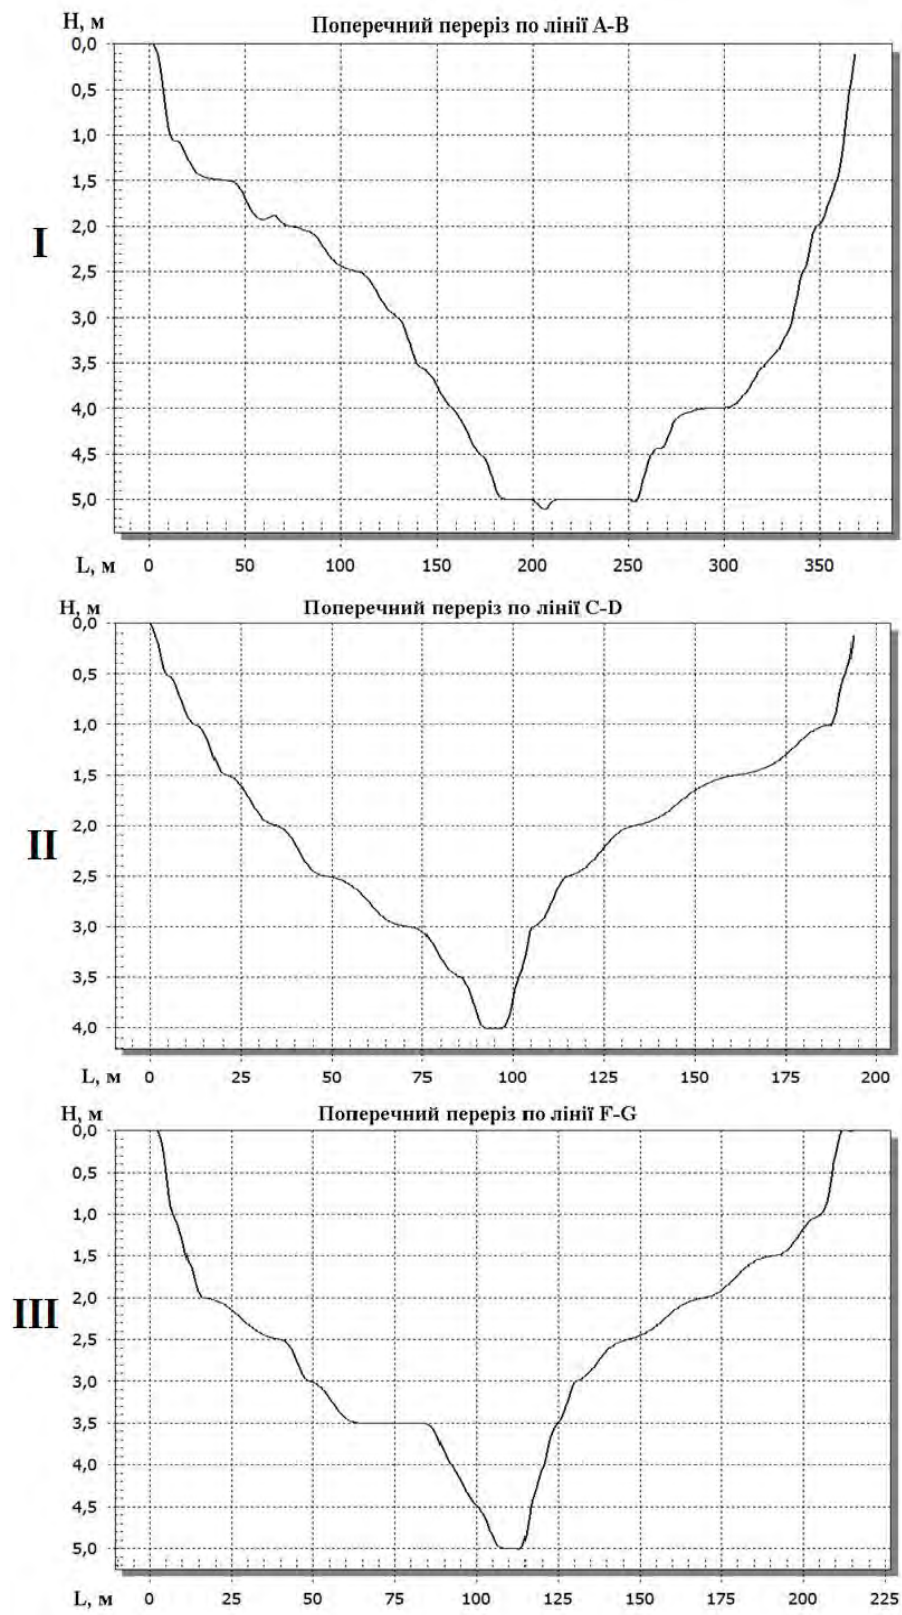 H, м
Поперечний переріз по лінії A-B
0,0
0,5
1,0
1,5
I
2,0
2,5
3,0
3,5
4,0
4,5
5,0
L, м 0 50 100 150 200 250 300 350
H, м
Поперечний переріз по лінії C-D
0,0
0,5
1,0
1,5
2,0
II
2,5
3,0
3,5
4,0
L, м 0 25 50 75 100 125 150 175 200
H, м
Поперечний переріз по лінії F-G
0,0
0,5
1,0
1,5
2,0
III
2,5
3,0
3,5
4,0
4,5
5,0
L, м 0 25 50 75 100 125 150 175 200 225